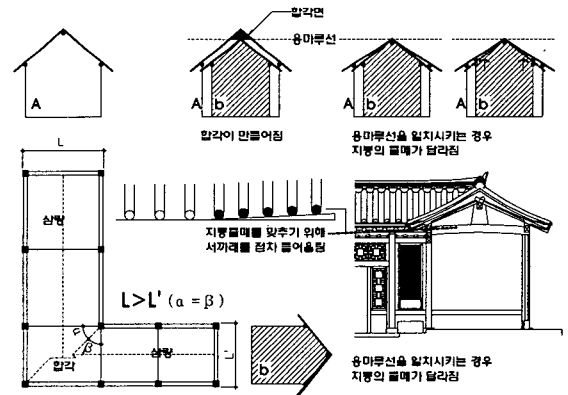 합각면
용마루선
A
A b
A b
A b
합각이 만들어짐
용마루선을 일치시키는 경우
지붕의 물매가 달라짐
L
삼량
지붕물매를 맞추기 위해
서까래를 점차 들어올림
L>L' (α = β)
α
β
합각
삼량
L'
b
용마루선을 일치시키는 경우
지붕의 물매가 달라짐